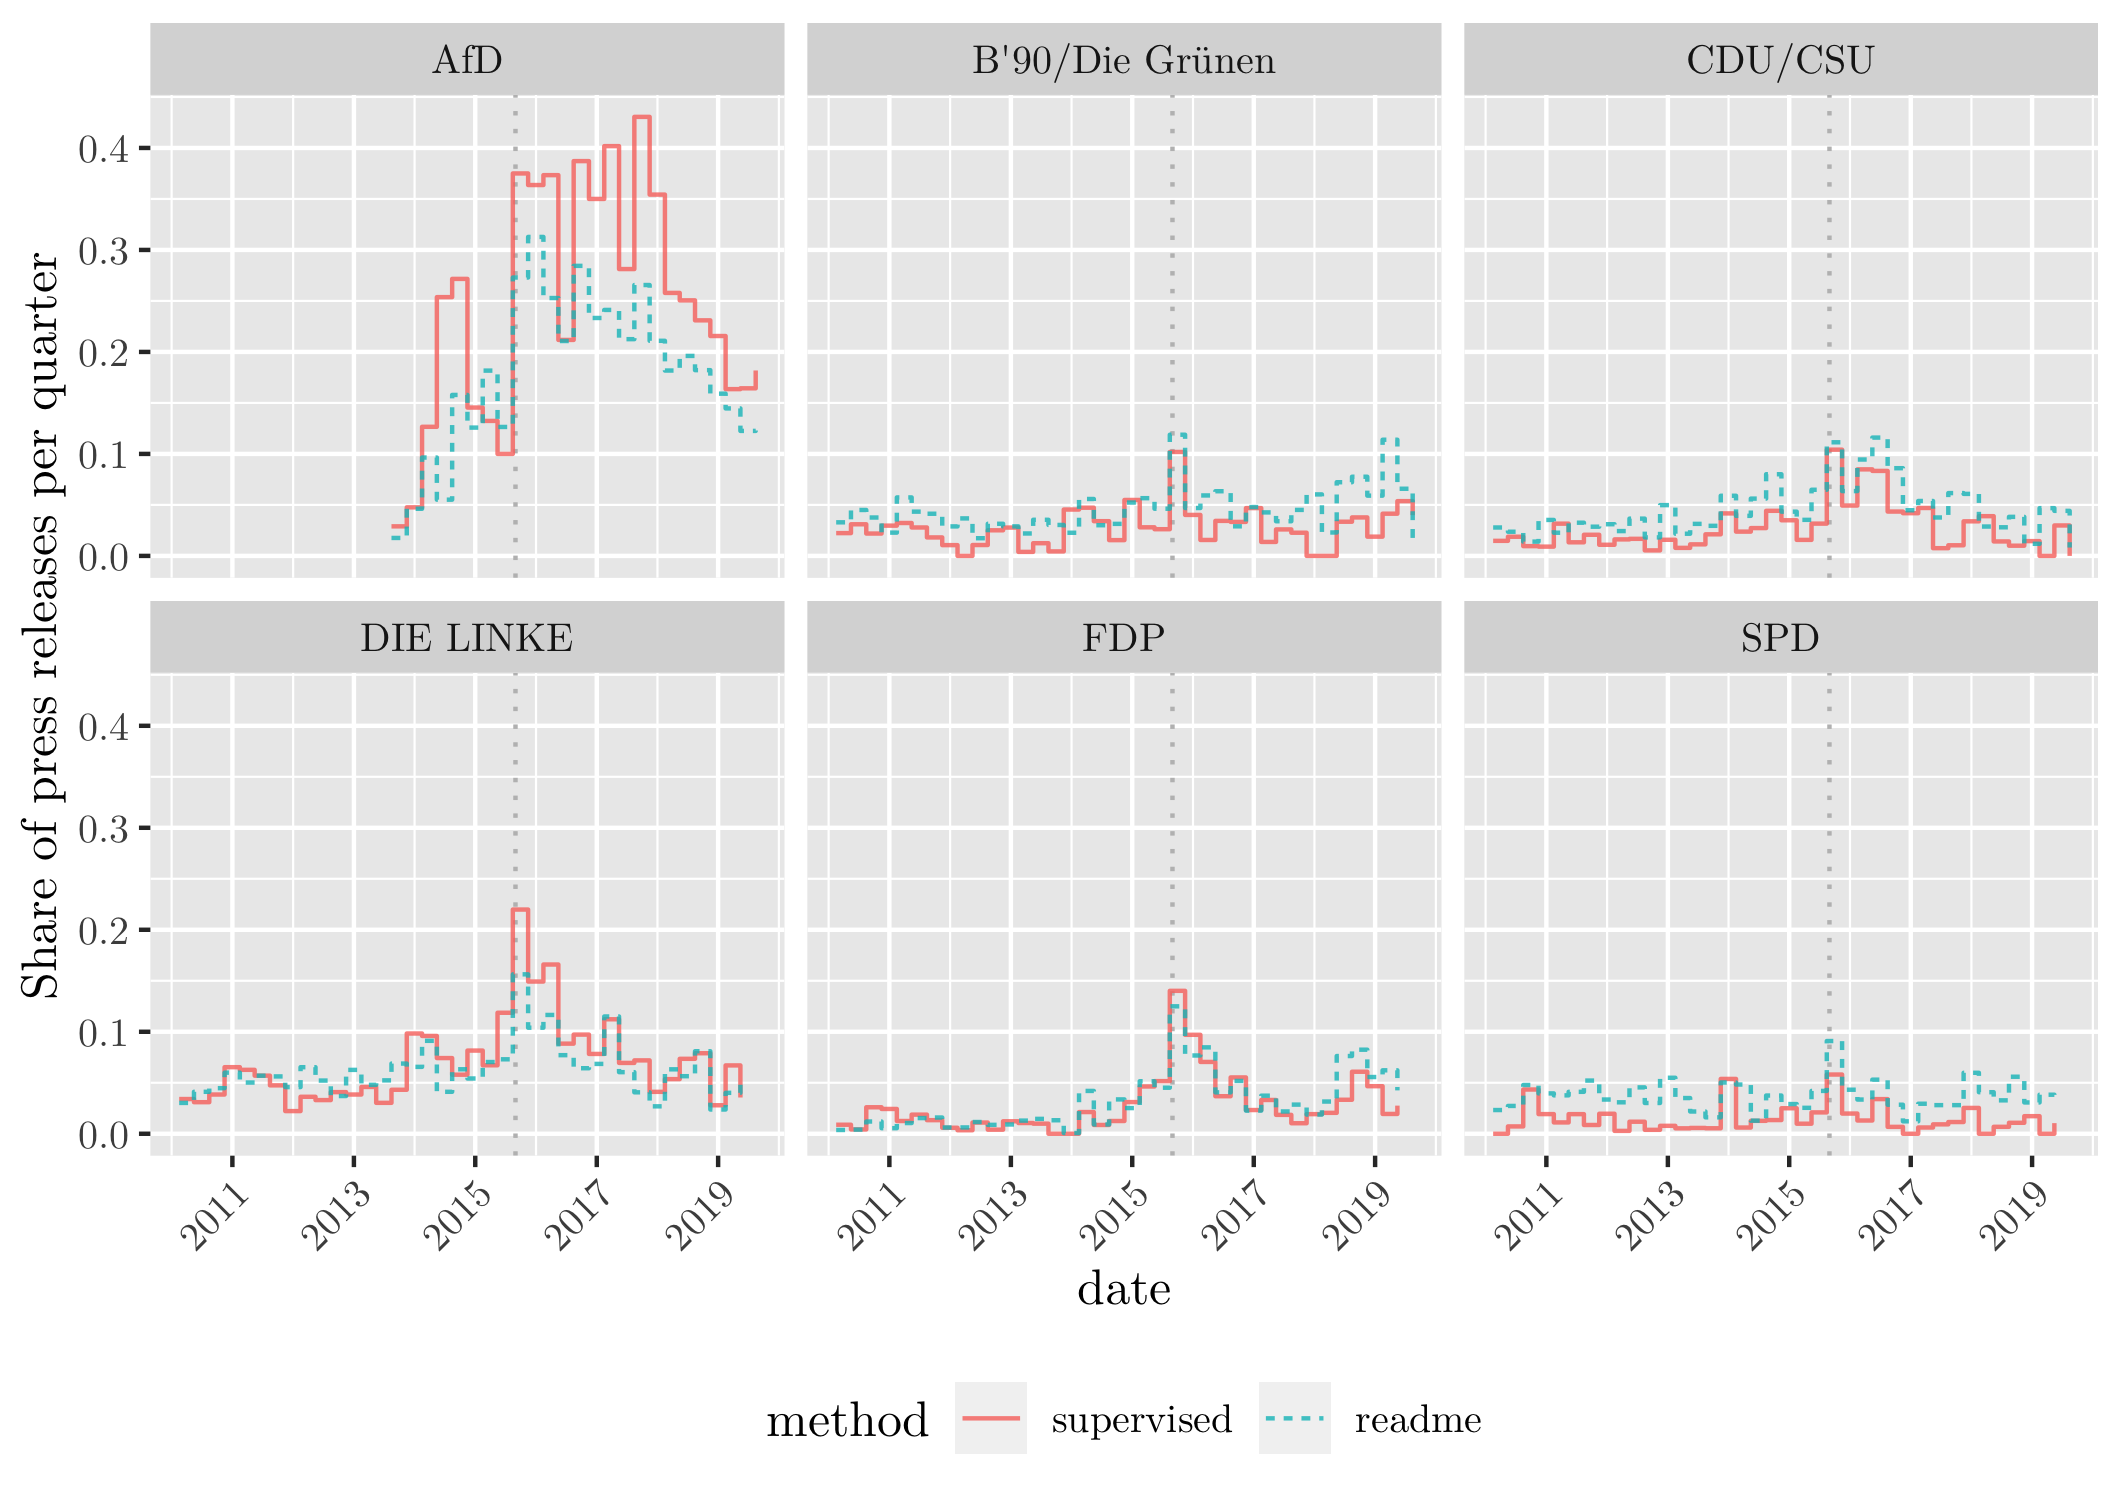 AfD
B'90/Die Grünen
CDU/CSU
0.4
0.3
0.2
0.1
0.0
Share of press releases per quarter
DIE LINKE
FDP
SPD
0.4
0.3
0.2
0.1
0.0
2011 2013 2015 2017 2019
2011 2013 2015 2017 2019
2011 2013 2015 2017 2019
date
method supervised readme